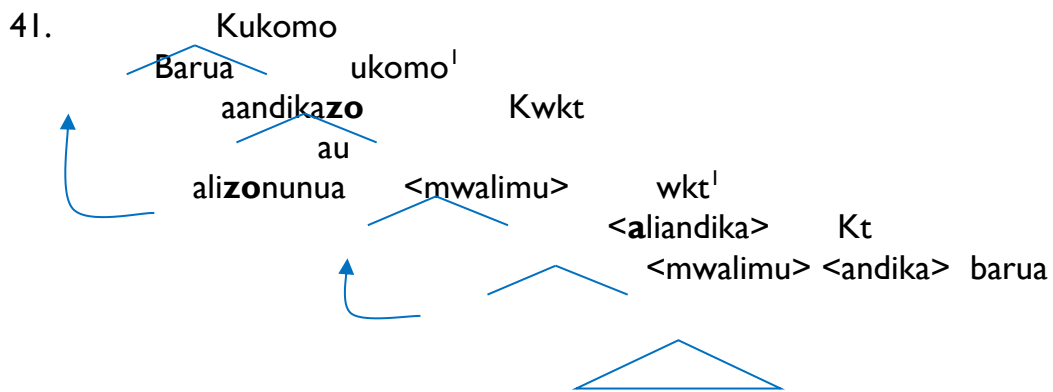 41. Kukomo
Barua ukomo¹
aandikazo Kwkt
au
alizonunua <mwalimu> wkt¹
<aliandika> Kt
<mwalimu> <andika> barua